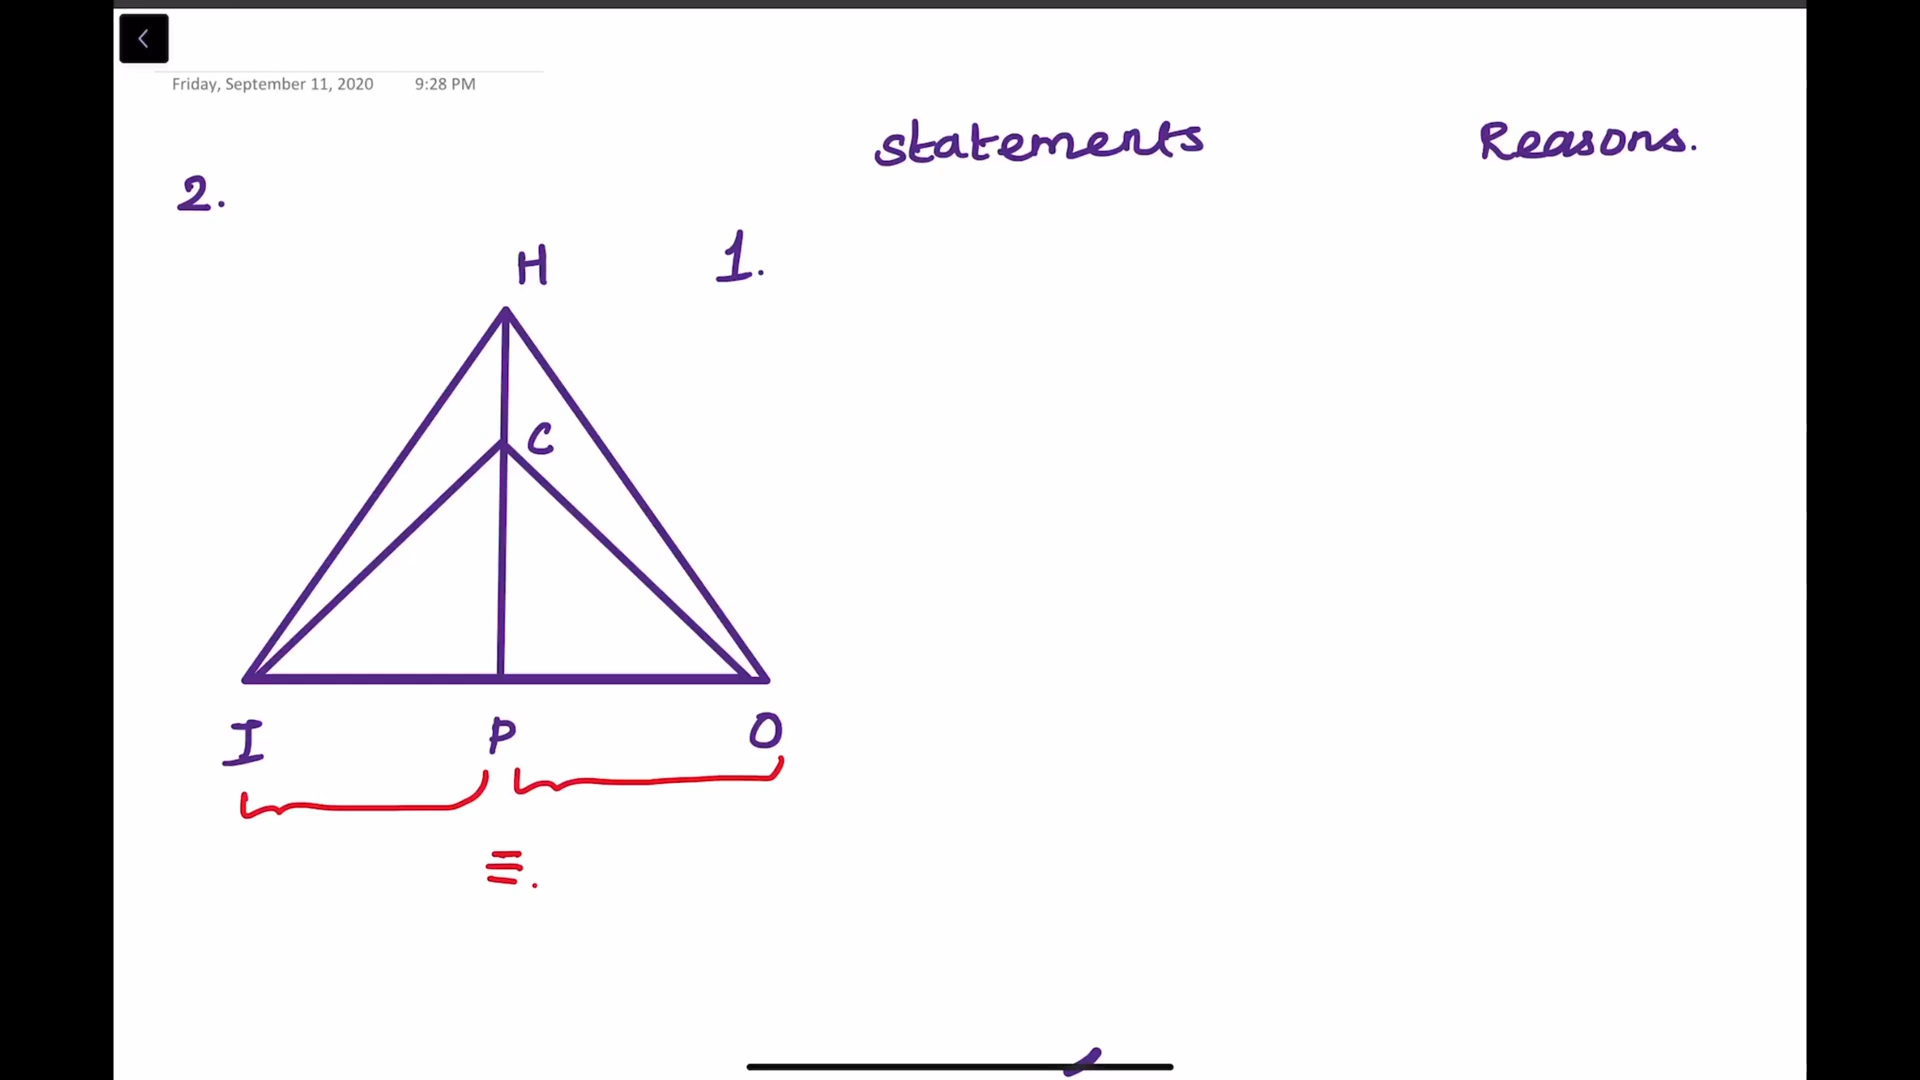 Friday, September 11, 2020 9:28 PM
statements Reasons.
2.
H
1.
C
I P O
=.